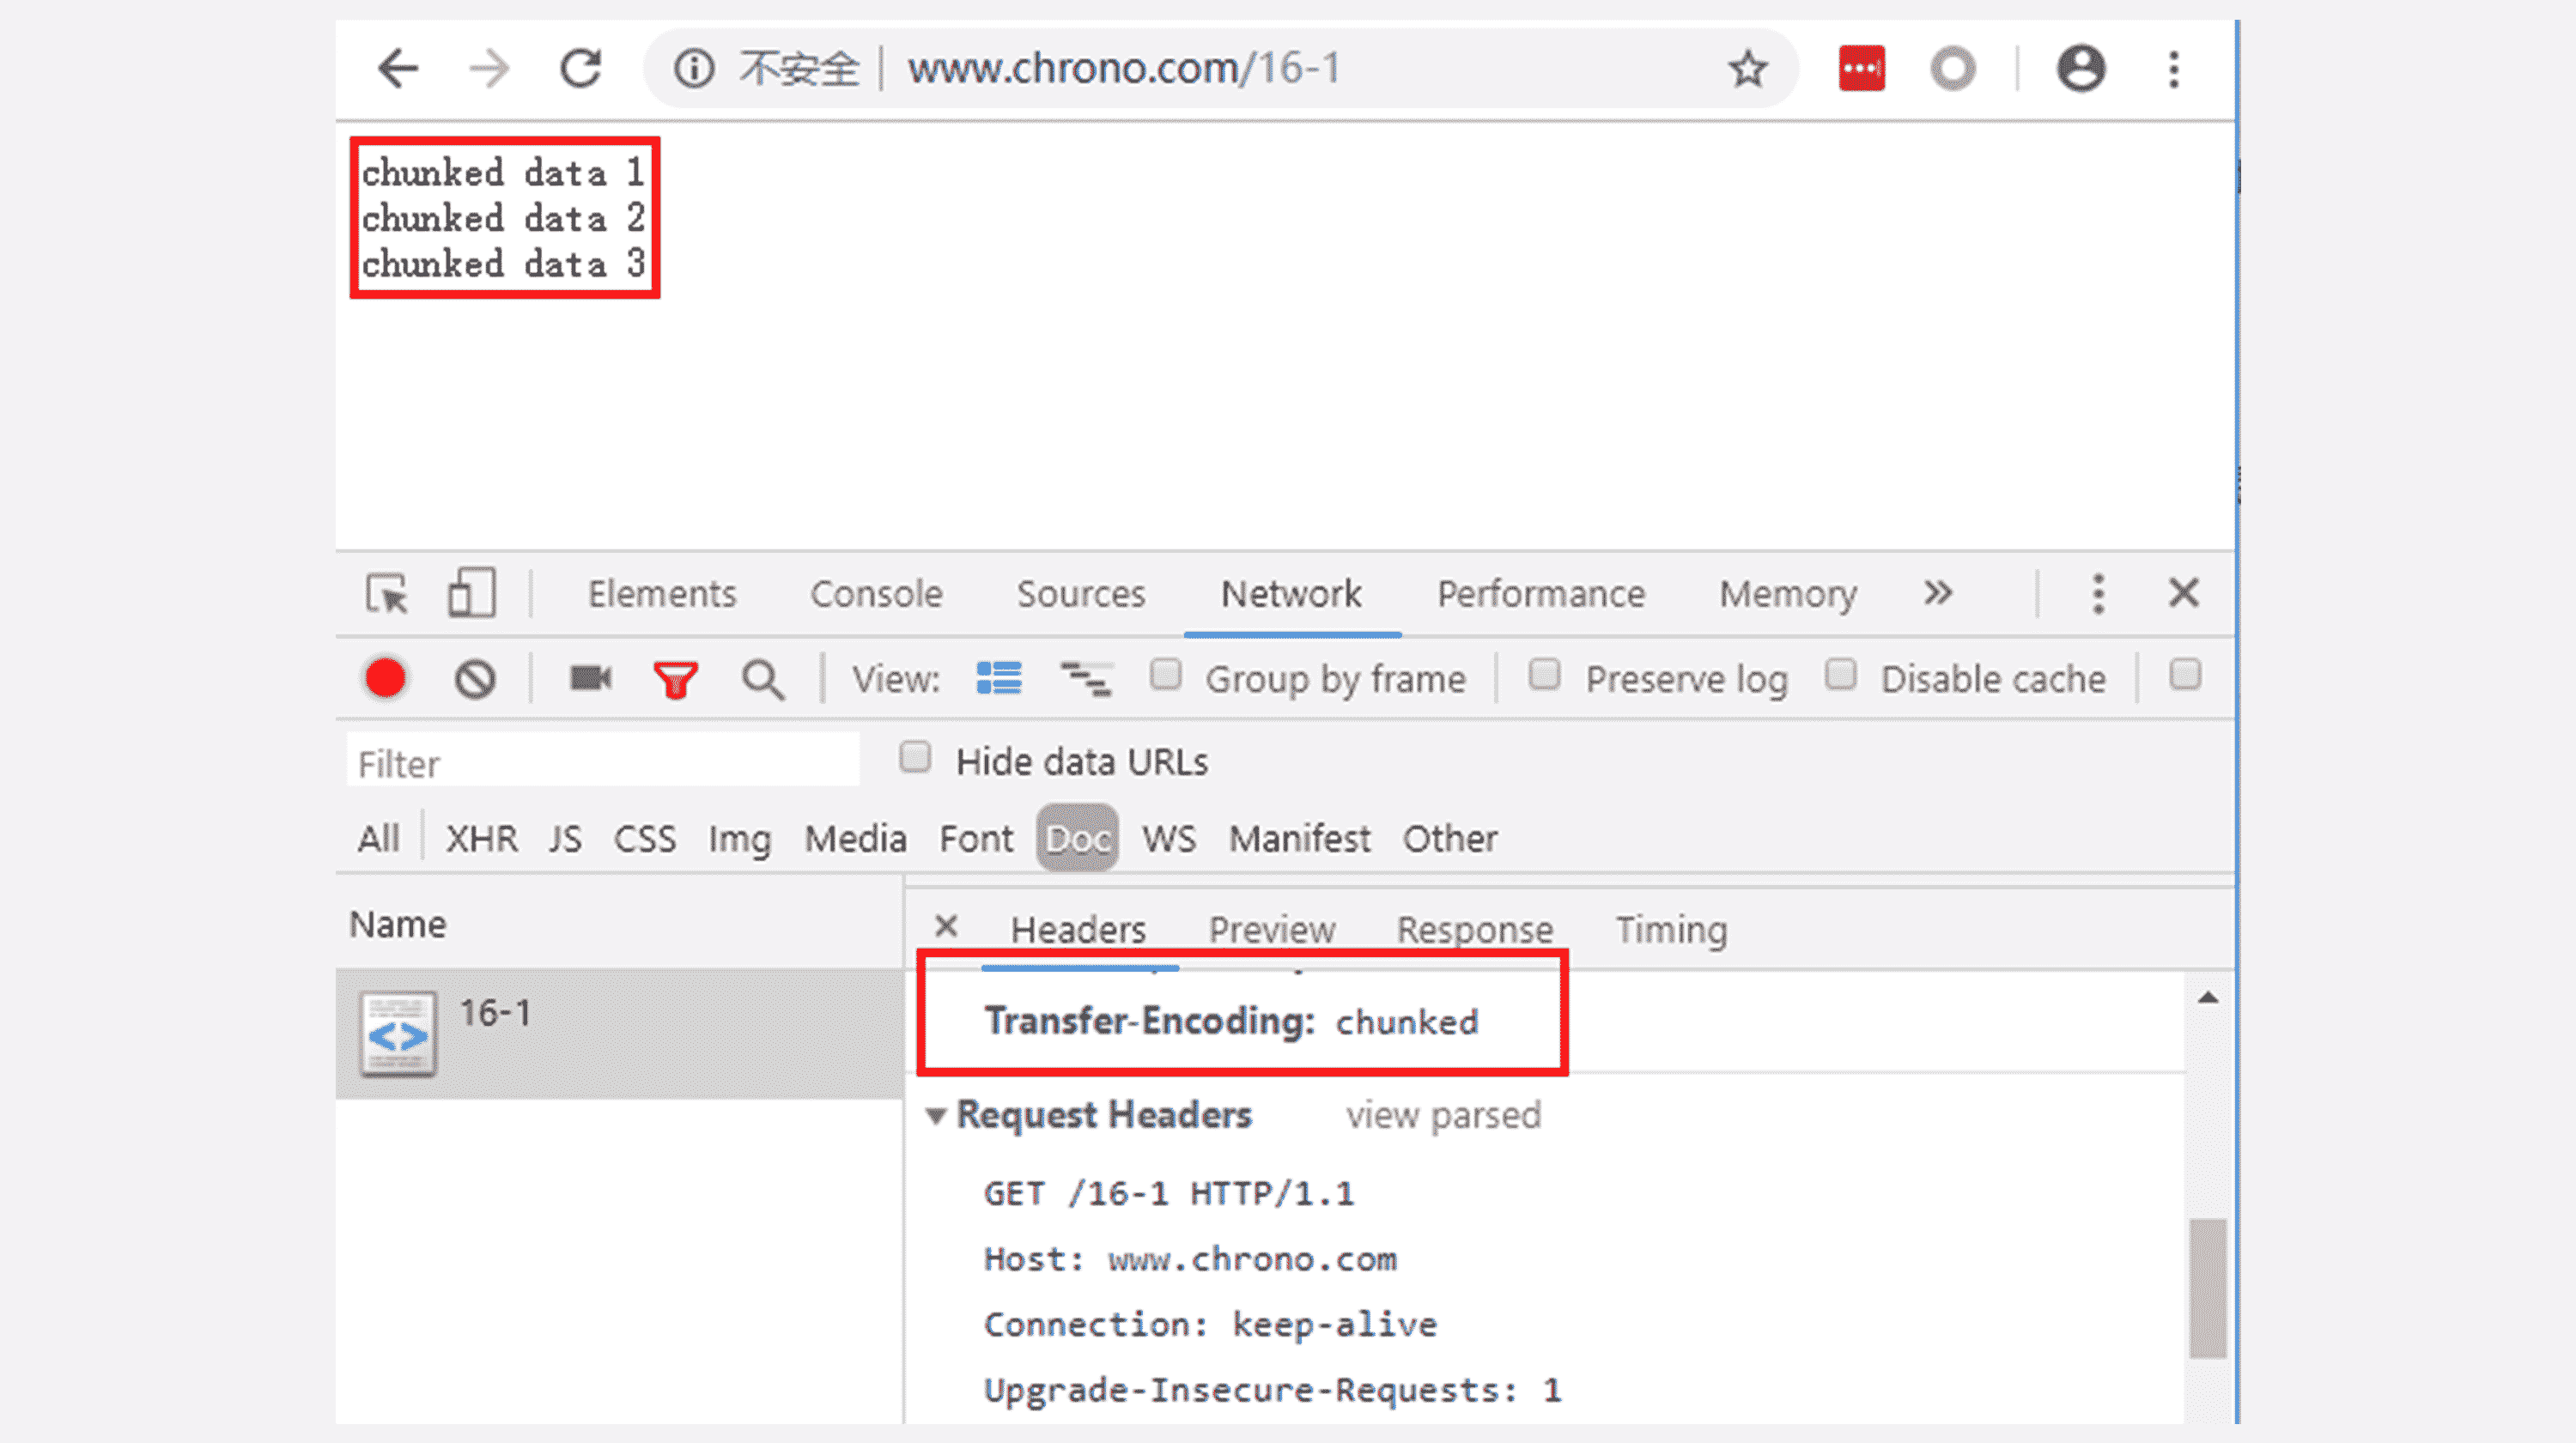 不安全 www.chrono.com/16-1
chunked data 1
chunked data 2
chunked data 3
Elements Console Sources Network Performance Memory »
View: Group by frame Preserve log Disable cache
Filter Hide data URLs
All XHR JS CSS Img Media Font Doc WS Manifest Other
Name
Headers Preview Response Timing
16-1
Transfer-Encoding: chunked
Request Headers view parsed
GET /16-1 HTTP/1.1
Host: www.chrono.com
Connection: keep-alive
Upgrade-Insecure-Requests: 1